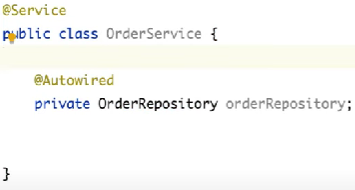 @Service
public class OrderService {
@Autowired
private OrderRepository orderRepository;
}